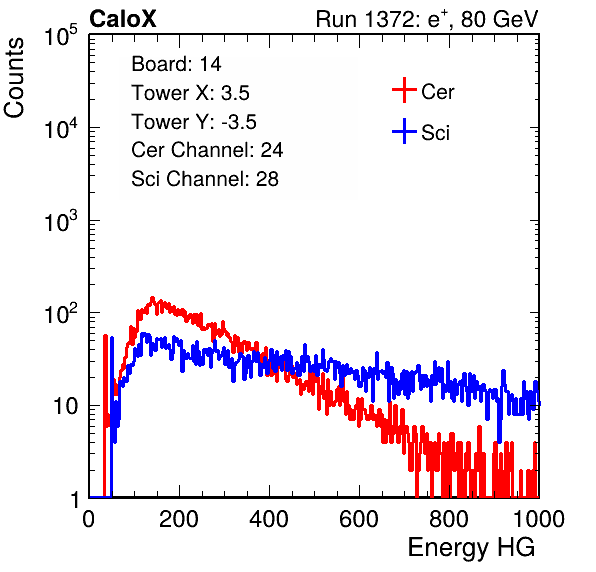 CaloX Run 1372: e⁺, 80 GeV
Counts
10⁵
10⁴
10³
10²
10
1
Board: 14
Tower X: 3.5
Tower Y: -3.5
Cer Channel: 24
Sci Channel: 28
Cer
Sci
0 200 400 600 800 1000
Energy HG